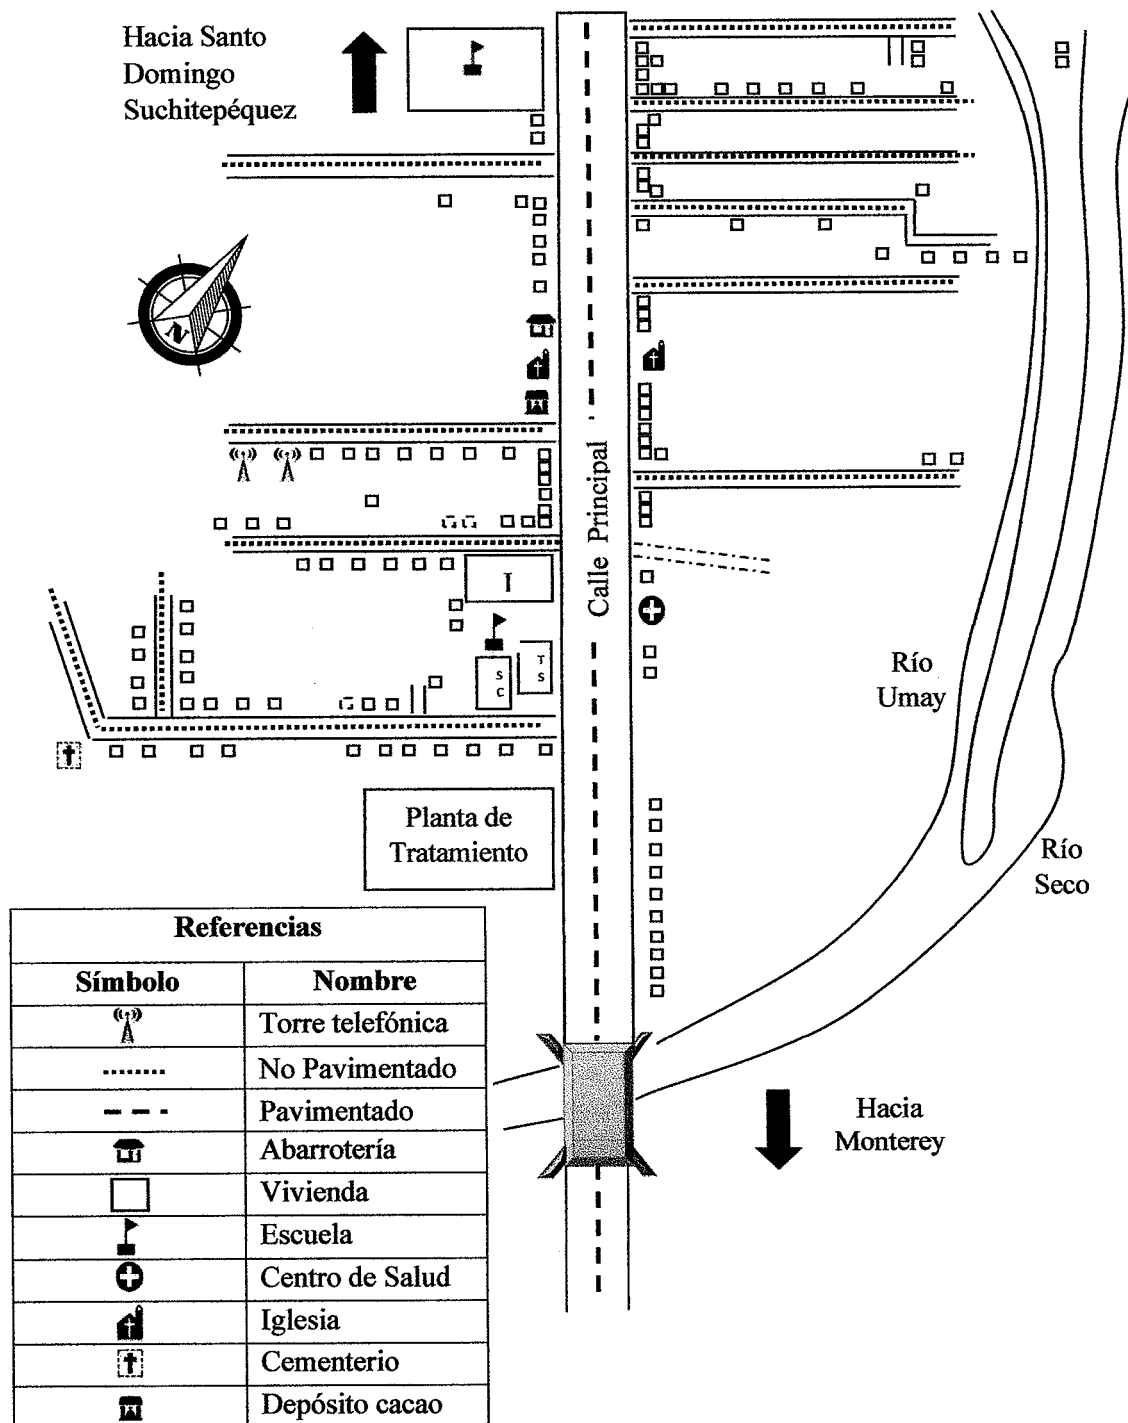 Hacia Santo
Domingo
Suchitepéquez
N
Calle Principal
T
S
C
T
S
Río
Umay
Río
Seco
Planta de
Tratamiento
Hacia
Monterey
Referencias
Símbolo Nombre
Torre telefónica
No Pavimentado
Pavimentado
Abarrotería
Vivienda
Escuela
Centro de Salud
Iglesia
Cementerio
Depósito cacao